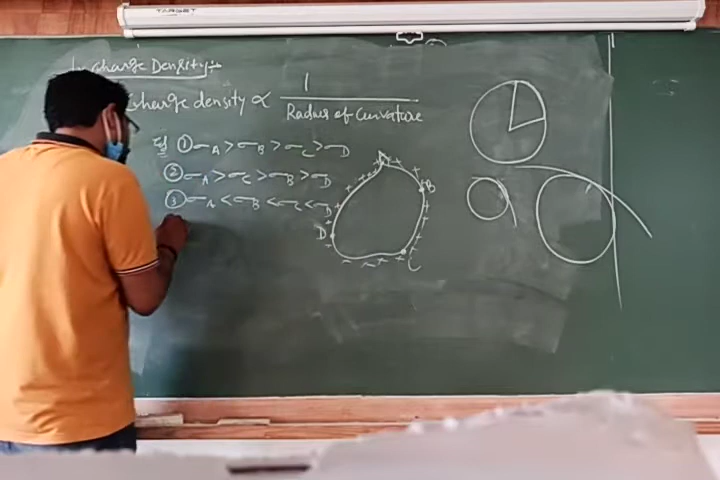 TARGET
Charge Density:-
Charge density ∝ 1 / Radius of Curvature
Eg ① σA > σB > σC > σD
② σA > σC > σB > σD
③ σA < σB < σC < σD
A
B
D
C